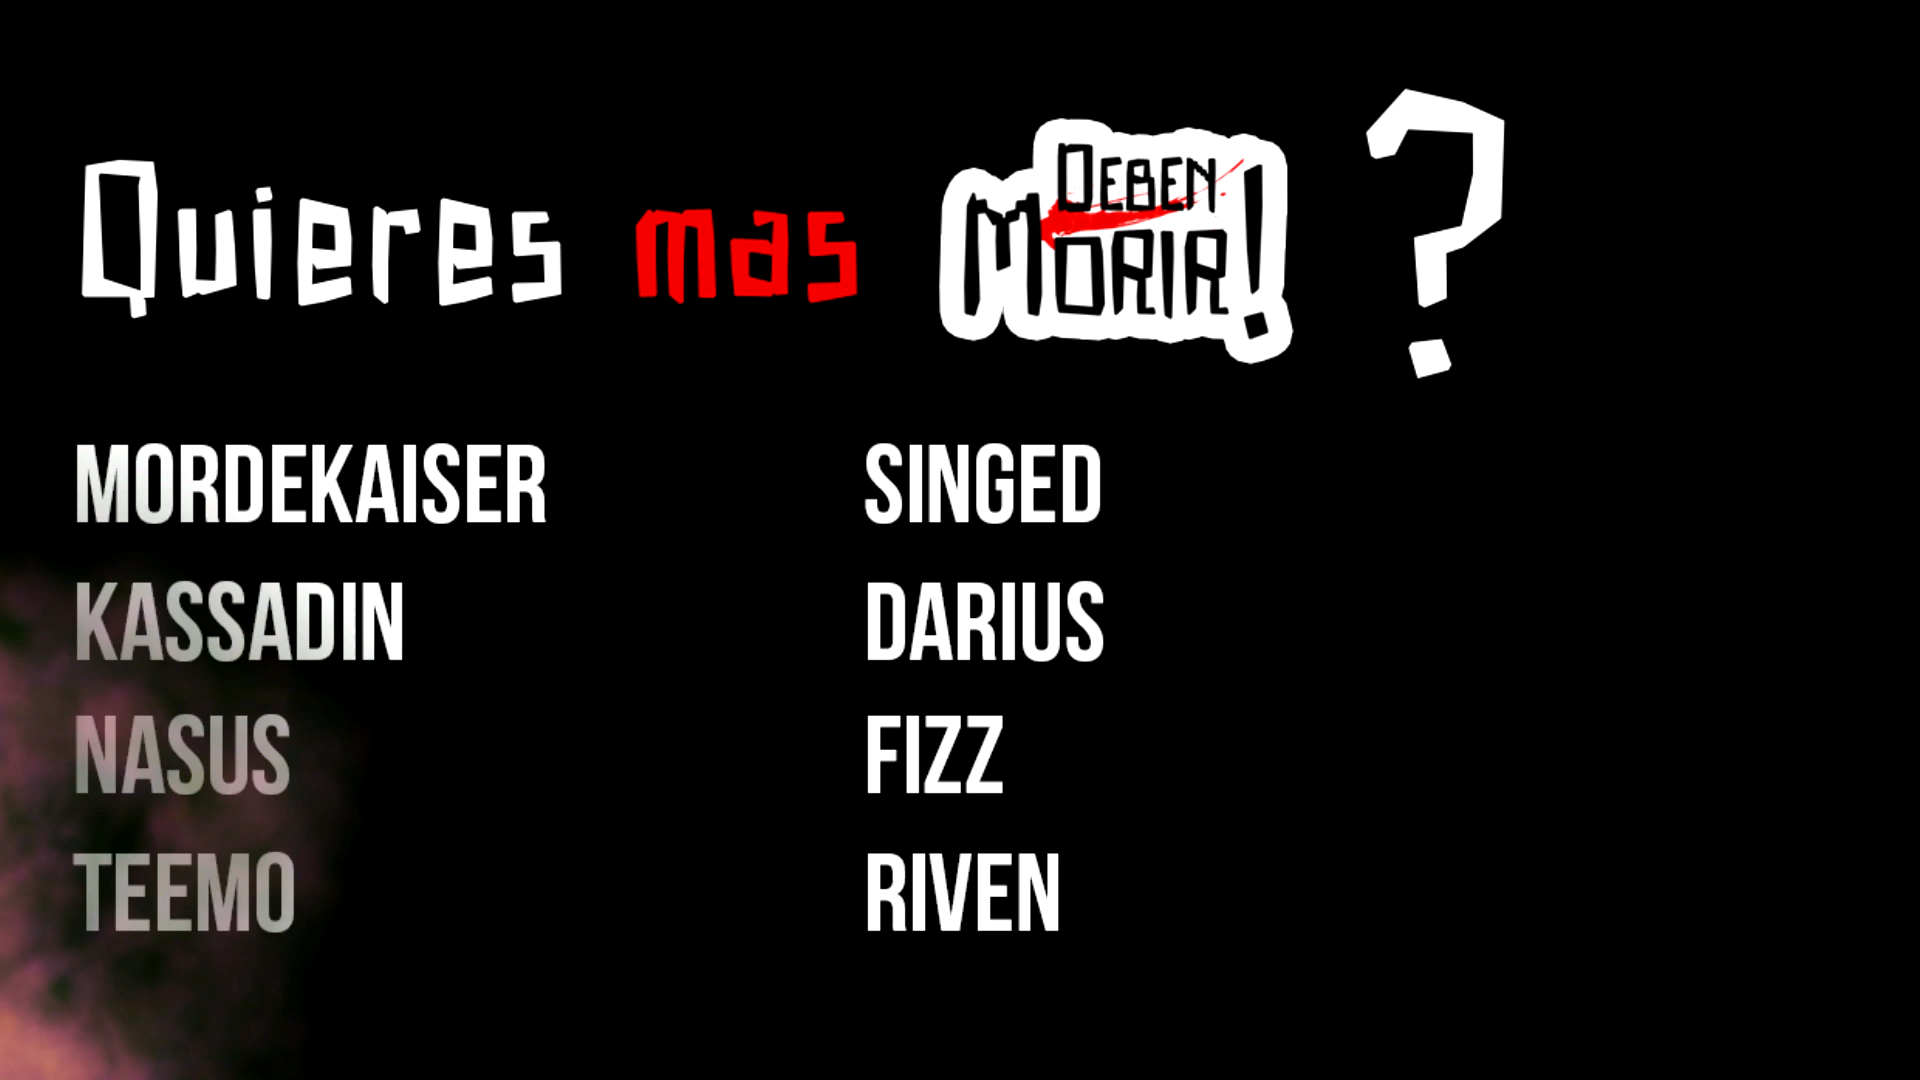 Quieres mas DEBEN MORIR! ?
MORDEKAISER
KASSADIN
NASUS
TEEMO
SINGED
DARIUS
FIZZ
RIVEN